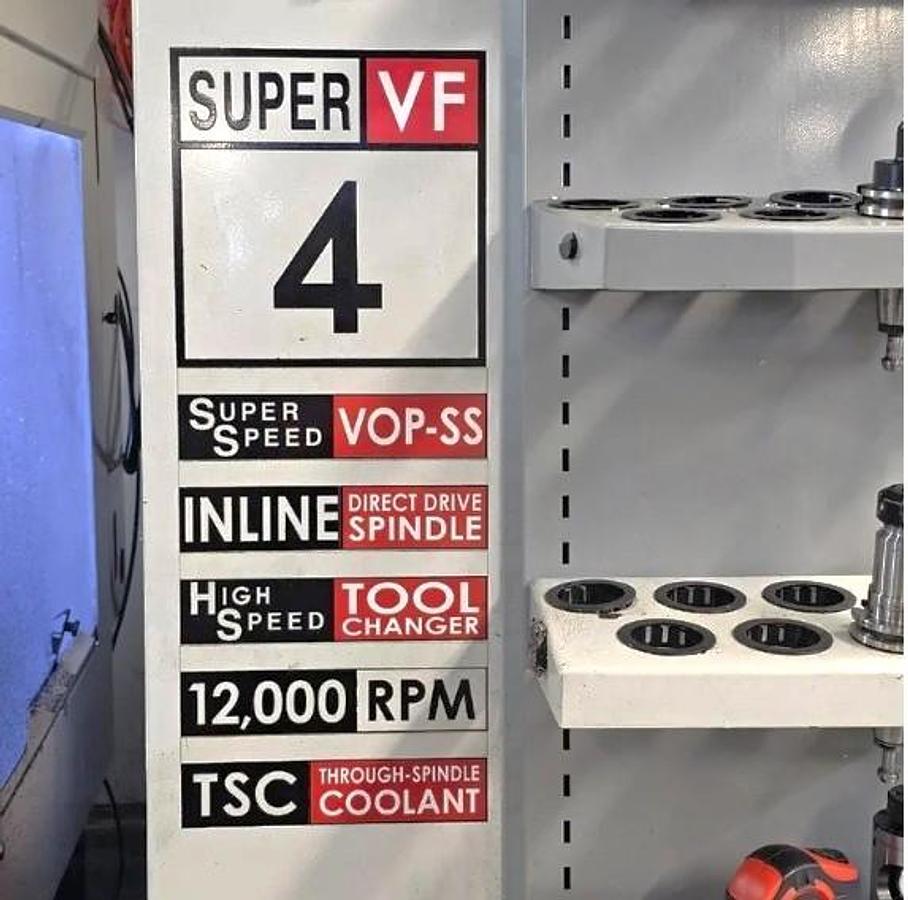 SUPER VF
4
SUPER SPEED VOP-SS
INLINE DIRECT DRIVE SPINDLE
HIGH SPEED TOOL CHANGER
12,000 RPM
TSC THROUGH-SPINDLE COOLANT